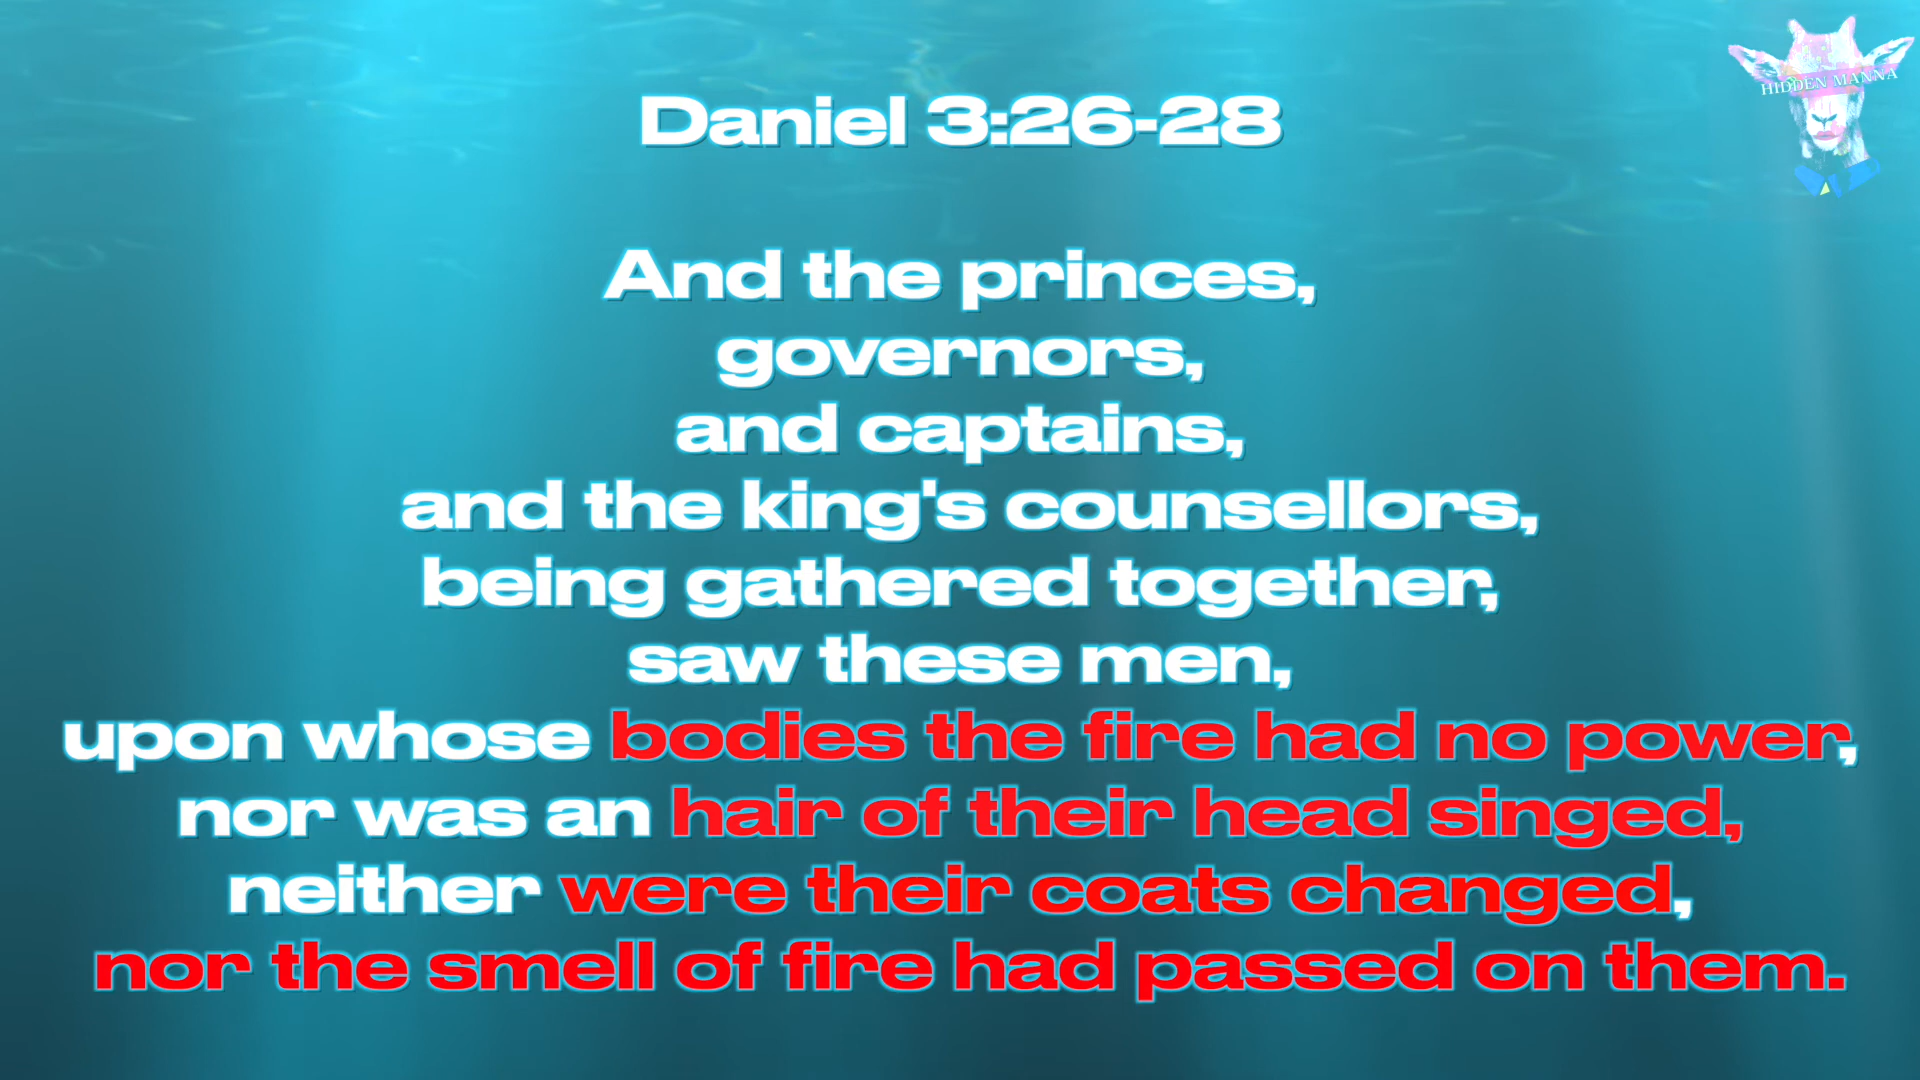 HIDDEN MANNA
Daniel 3:26-28
And the princes,
governors,
and captains,
and the king's counsellors,
being gathered together,
saw these men,
upon whose bodies the fire had no power,
nor was an hair of their head singed,
neither were their coats changed,
nor the smell of fire had passed on them.